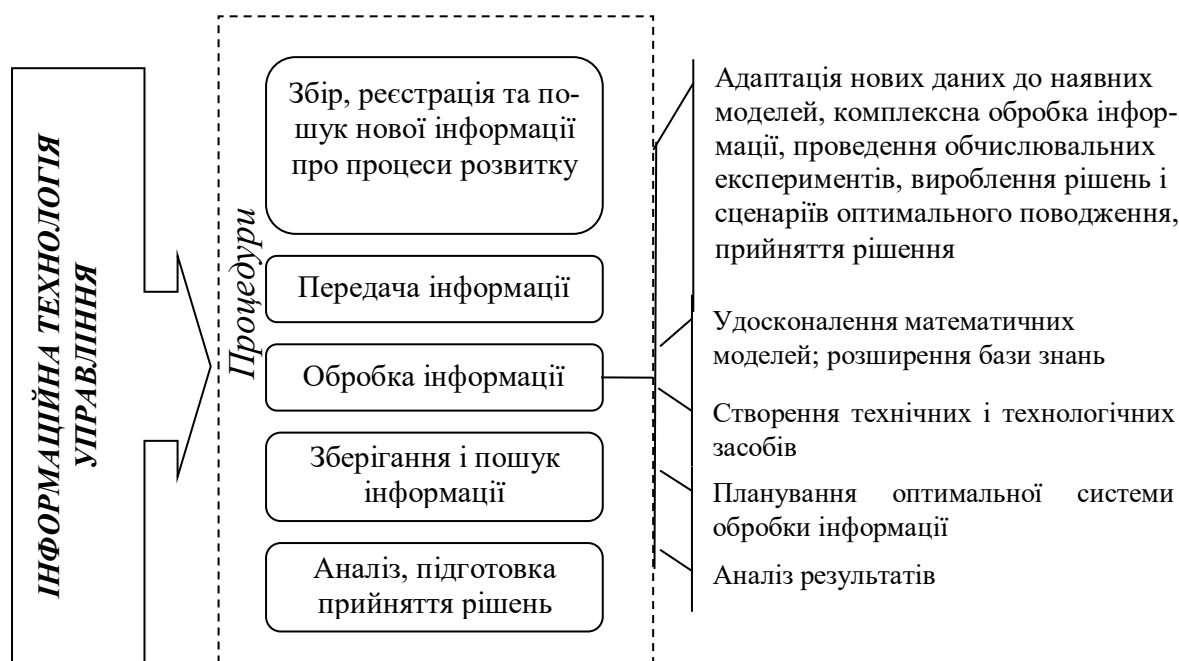 ІНФОРМАЦІЙНА ТЕХНОЛОГІЯ
УПРАВЛІННЯ
Процедури
Збір, реєстрація та по-
шук нової інформації
про процеси розвитку
Передача інформації
Обробка інформації
Зберігання і пошук
інформації
Аналіз, підготовка
прийняття рішень
Адаптація нових даних до наявних
моделей, комплексна обробка інфор-
мації, проведення обчислювальних
експериментів, вироблення рішень і
сценаріїв оптимального поводження,
прийняття рішення
Удосконалення математичних
моделей; розширення бази знань
Створення технічних і технологічних
засобів
Планування оптимальної системи
обробки інформації
Аналіз результатів